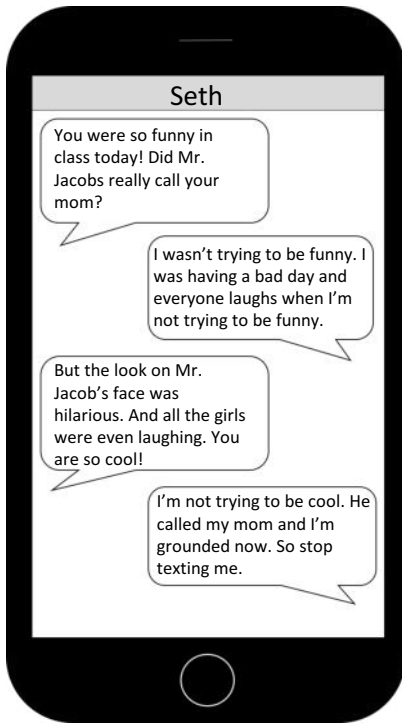 Seth
You were so funny in
class today! Did Mr.
Jacobs really call your
mom?
I wasn't trying to be funny. I
was having a bad day and
everyone laughs when I'm
not trying to be funny.
But the look on Mr.
Jacob's face was
hilarious. And all the girls
were even laughing. You
are so cool!
I'm not trying to be cool. He
called my mom and I'm
grounded now. So stop
texting me.